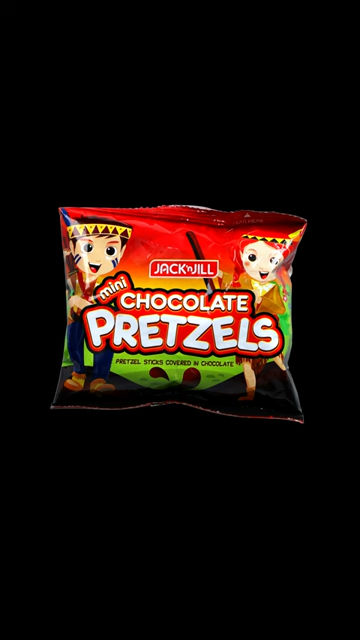 JACK 'n JILL
mini
CHOCOLATE
PRETZELS
PRETZEL STICKS COVERED IN CHOCOLATE